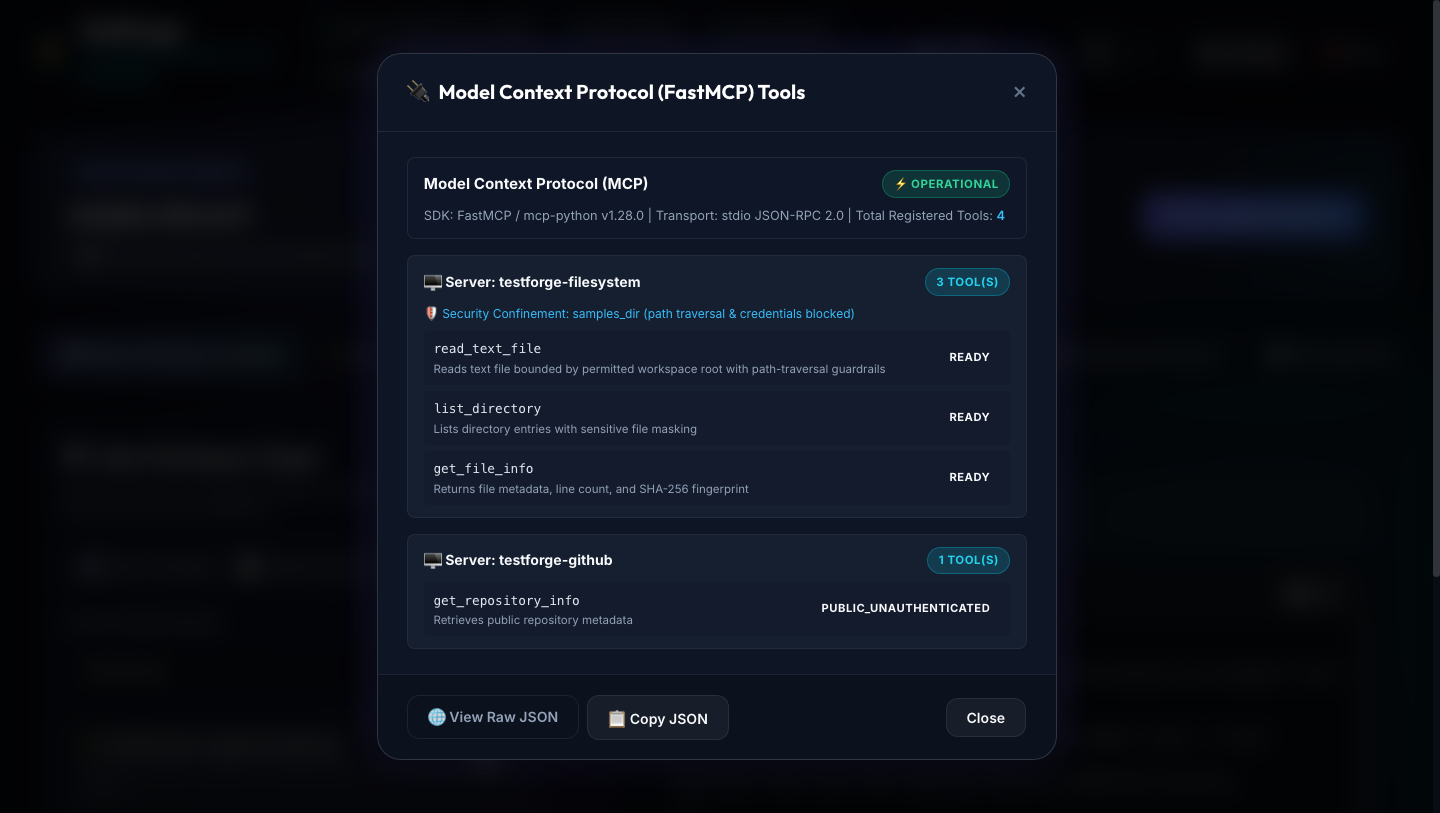 Model Context Protocol (FastMCP) Tools
×
Model Context Protocol (MCP)
⚡ OPERATIONAL
SDK: FastMCP / mcp-python v1.28.0 | Transport: stdio JSON-RPC 2.0 | Total Registered Tools: 4
Server: testforge-filesystem
3 TOOL(S)
Security Confinement: samples_dir (path traversal & credentials blocked)
read_text_file
READY
Reads text file bounded by permitted workspace root with path-traversal guardrails
list_directory
READY
Lists directory entries with sensitive file masking
get_file_info
READY
Returns file metadata, line count, and SHA-256 fingerprint
Server: testforge-github
1 TOOL(S)
get_repository_info
PUBLIC_UNAUTHENTICATED
Retrieves public repository metadata
View Raw JSON
Copy JSON
Close